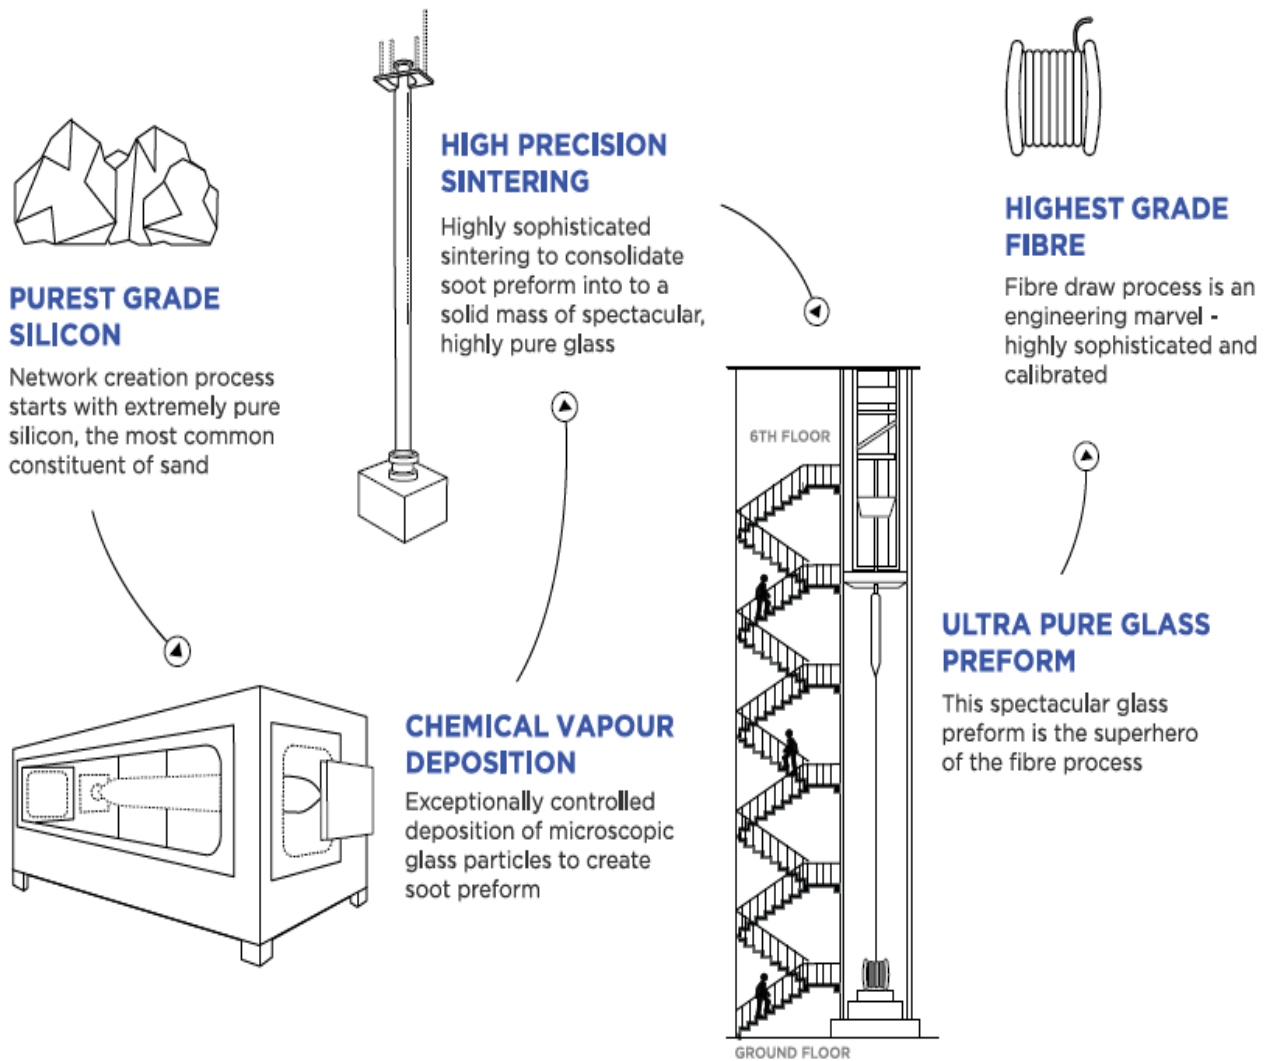 PUREST GRADE
SILICON
Network creation process
starts with extremely pure
silicon, the most common
constituent of sand
CHEMICAL VAPOUR
DEPOSITION
Exceptionally controlled
deposition of microscopic
glass particles to create
soot preform
HIGH PRECISION
SINTERING
Highly sophisticated
sintering to consolidate
soot preform into to a
solid mass of spectacular,
highly pure glass
6TH FLOOR
GROUND FLOOR
ULTRA PURE GLASS
PREFORM
This spectacular glass
preform is the superhero
of the fibre process
HIGHEST GRADE
FIBRE
Fibre draw process is an
engineering marvel -
highly sophisticated and
calibrated